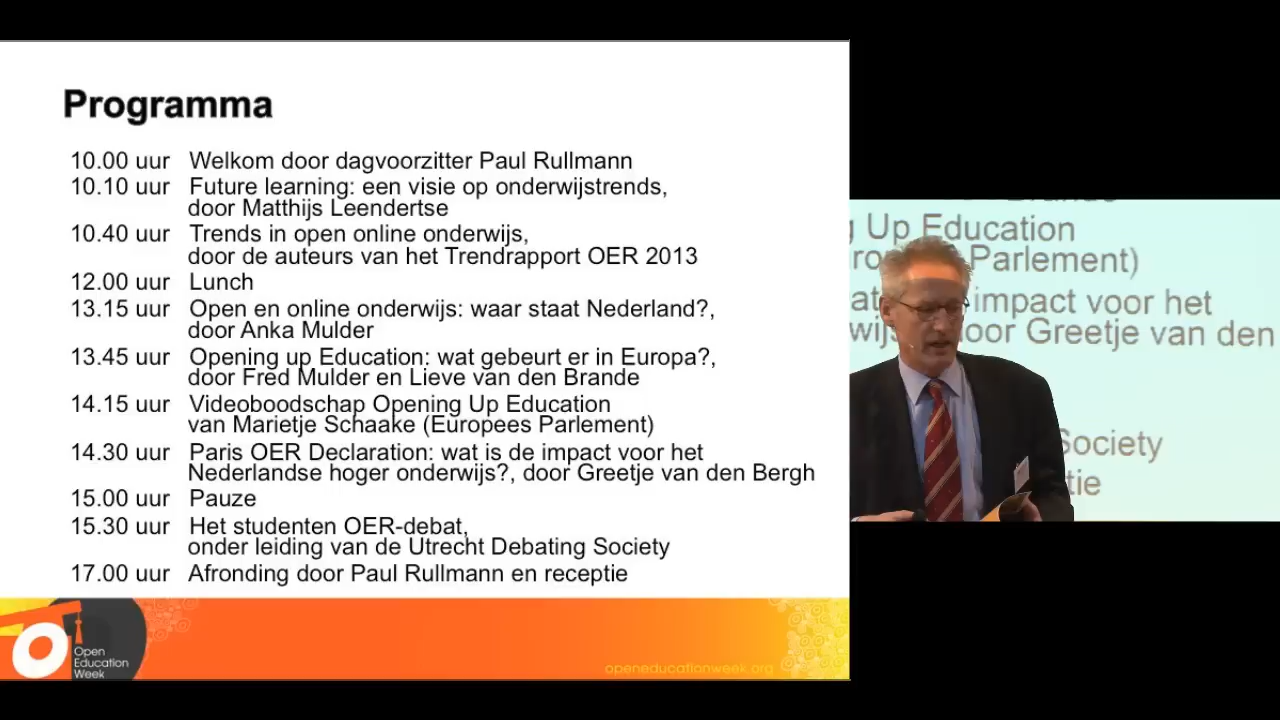 Programma
10.00 uur Welkom door dagvoorzitter Paul Rullmann
10.10 uur Future learning: een visie op onderwijstrends,
door Matthijs Leendertse
10.40 uur Trends in open online onderwijs,
door de auteurs van het Trendrapport OER 2013
12.00 uur Lunch
13.15 uur Open en online onderwijs: waar staat Nederland?,
door Anka Mulder
13.45 uur Opening up Education: wat gebeurt er in Europa?,
door Fred Mulder en Lieve van den Brande
14.15 uur Videoboodschap Opening Up Education
van Marietje Schaake (Europees Parlement)
14.30 uur Paris OER Declaration: wat is de impact voor het
Nederlandse hoger onderwijs?, door Greetje van den Bergh
15.00 uur Pauze
15.30 uur Het studenten OER-debat,
onder leiding van de Utrecht Debating Society
17.00 uur Afronding door Paul Rullmann en receptie
Open
Education
Week
openeducationweek.org
Up Education
Parlement)
impact voor het
door Greetje van den
Society
tie